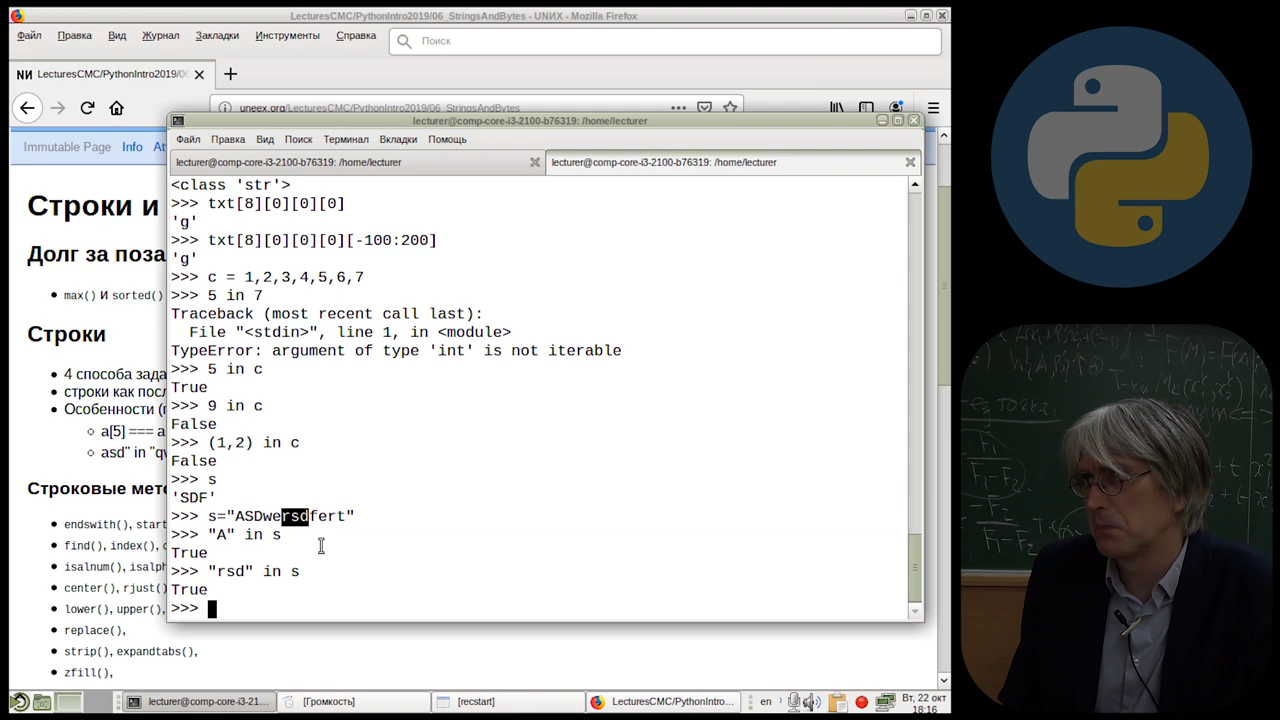 LecturesCMC/PythonIntro2019/06_StringsAndBytes - UNИX - Mozilla Firefox
Файл Правка Вид Журнал Закладки Инструменты Справка
Поиск
LecturesCMC/PythonIntro2019/06
uneex.org/LecturesCMC/PythonIntro2019/06_StringsAndBytes
lecturer@comp-core-i3-2100-b76319: /home/lecturer
Файл Правка Вид Поиск Терминал Вкладки Помощь
lecturer@comp-core-i3-2100-b76319: /home/lecturer
lecturer@comp-core-i3-2100-b76319: /home/lecturer
Immutable Page Info At
Строки и
Долг за поза
max() и sorted()
Строки
4 способа зада
строки как посл
Особенности (п
a[5] === a
asd" in "qv
Строковые мето
endswith(), start
find(), index(), c
isalnum(), isalph
center(), rjust()
lower(), upper(),
replace(),
strip(), expandtabs(),
zfill(),
<class 'str'>
>>> txt[8][0][0][0]
'g'
>>> txt[8][0][0][0][-100:200]
'g'
>>> c = 1,2,3,4,5,6,7
>>> 5 in 7
Traceback (most recent call last):
File "<stdin>", line 1, in <module>
TypeError: argument of type 'int' is not iterable
>>> 5 in c
True
>>> 9 in c
False
>>> (1,2) in c
False
>>> s
'SDF'
>>> s="ASDwersdfert"
>>> "A" in s
True
>>> "rsd" in s
True
>>>
lecturer@comp-core-i3-21... [Громкость] [recstart] LecturesCMC/PythonIntro... en Вт, 22 окт
18:16